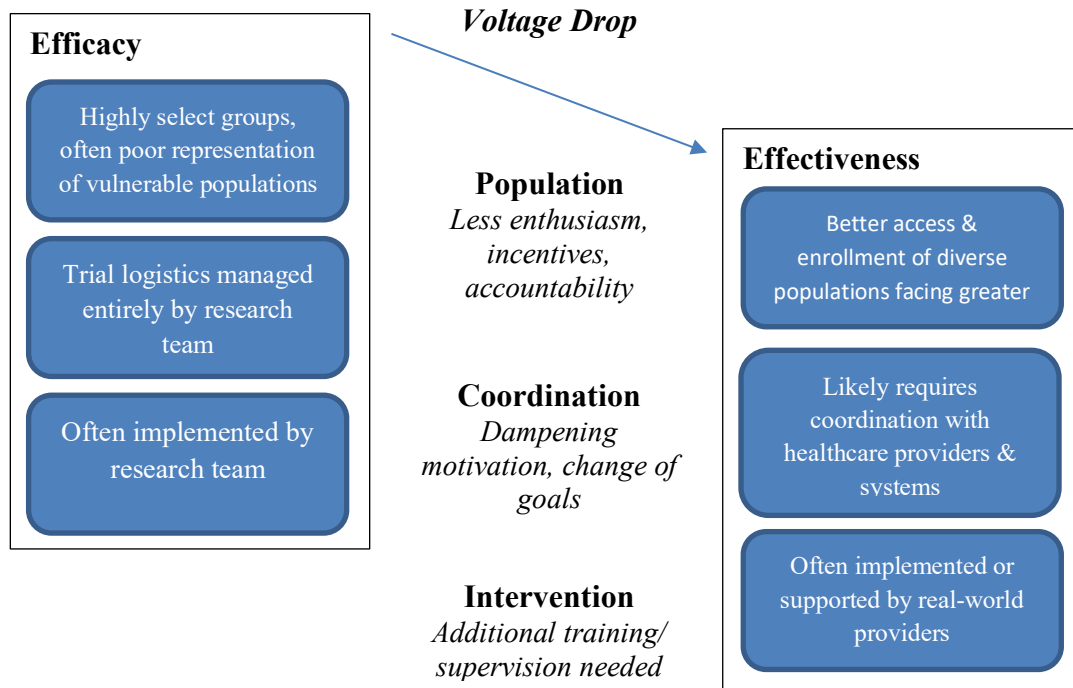 Voltage Drop
Efficacy
Highly select groups,
often poor representation
of vulnerable populations
Trial logistics managed
entirely by research
team
Often implemented by
research team
Population
Less enthusiasm,
incentives,
accountability
Coordination
Dampening
motivation, change of
goals
Intervention
Additional training/
supervision needed
Effectiveness
Better access &
enrollment of diverse
populations facing greater
Likely requires
coordination with
healthcare providers &
systems
Often implemented or
supported by real-world
providers